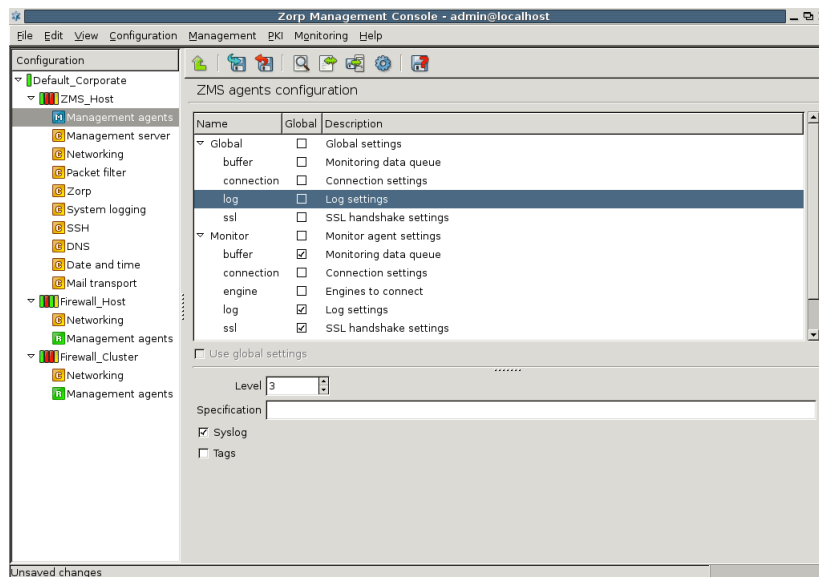 Zorp Management Console - admin@localhost
File Edit View Configuration Management PKI Monitoring Help
Configuration
Default_Corporate
ZMS_Host
Management agents
Management server
Networking
Packet filter
Zorp
System logging
SSH
DNS
Date and time
Mail transport
Firewall_Host
Networking
Management agents
Firewall_Cluster
Networking
Management agents
ZMS agents configuration
Name Global Description
Global Global settings
buffer Monitoring data queue
connection Connection settings
log Log settings
ssl SSL handshake settings
Monitor Monitor agent settings
buffer Monitoring data queue
connection Connection settings
engine Engines to connect
log Log settings
ssl SSL handshake settings
Use global settings
Level 3
Specification
Syslog
Tags
Unsaved changes